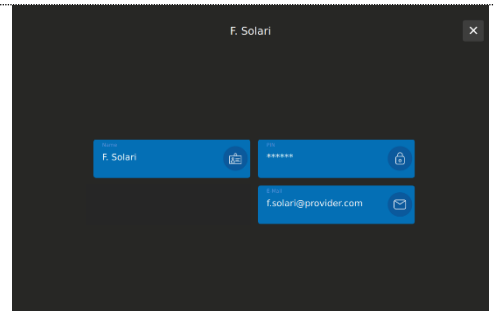 F. Solari
Name
F. Solari
PIN
******
E-Mail
f.solari@provider.com